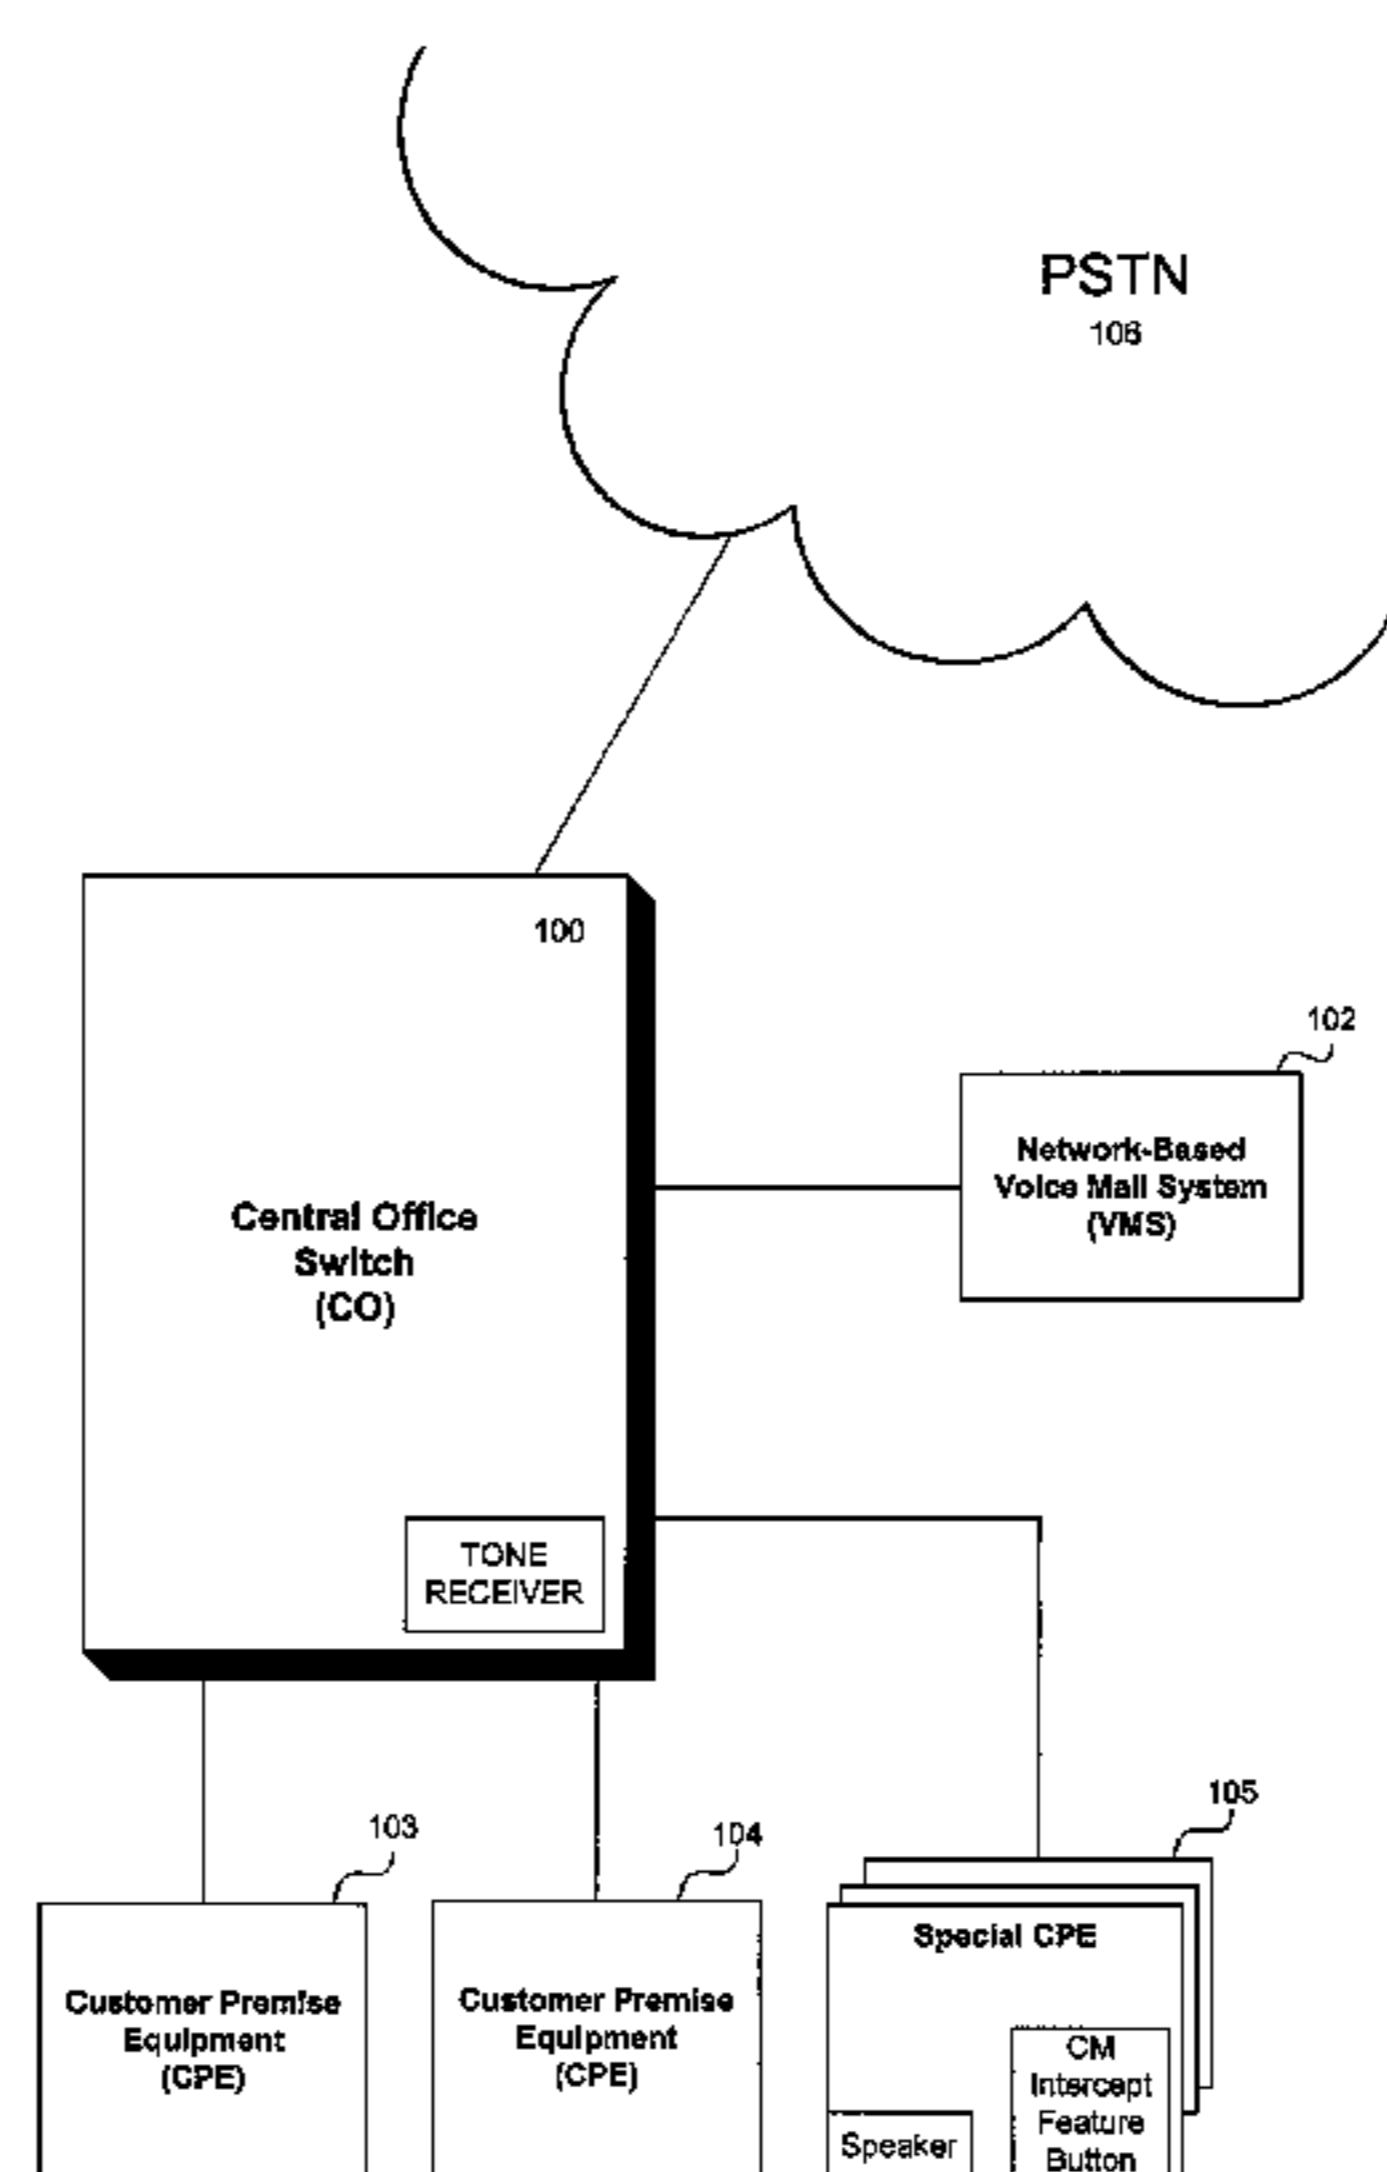 PSTN
106
100
102
Network-Based
Voice Mail System
(VMS)
Central Office
Switch
(CO)
TONE
RECEIVER
103
104
105
Customer Premise
Equipment
(CPE)
Customer Premise
Equipment
(CPE)
Special CPE
CM
Intercept
Feature
Button
Speaker